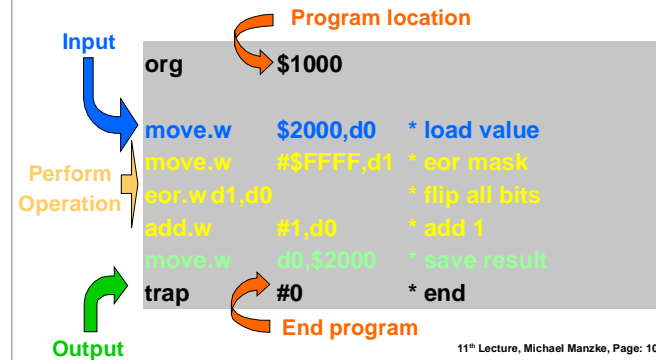 Program location
Input
org $1000
move.w $2000,d0 * load value
move.w #$FFFF,d1 * eor mask
Perform
Operation
eor.w d1,d0 * flip all bits
add.w #1,d0 * add 1
move.w d0,$2000 * save result
trap #0 * end
End program
Output
11th Lecture, Michael Manzke, Page: 10